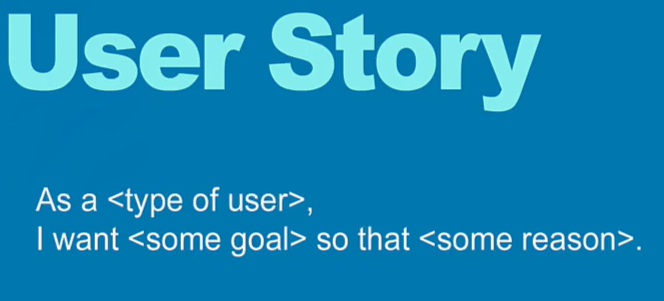 User Story
As a <type of user>,
I want <some goal> so that <some reason>.